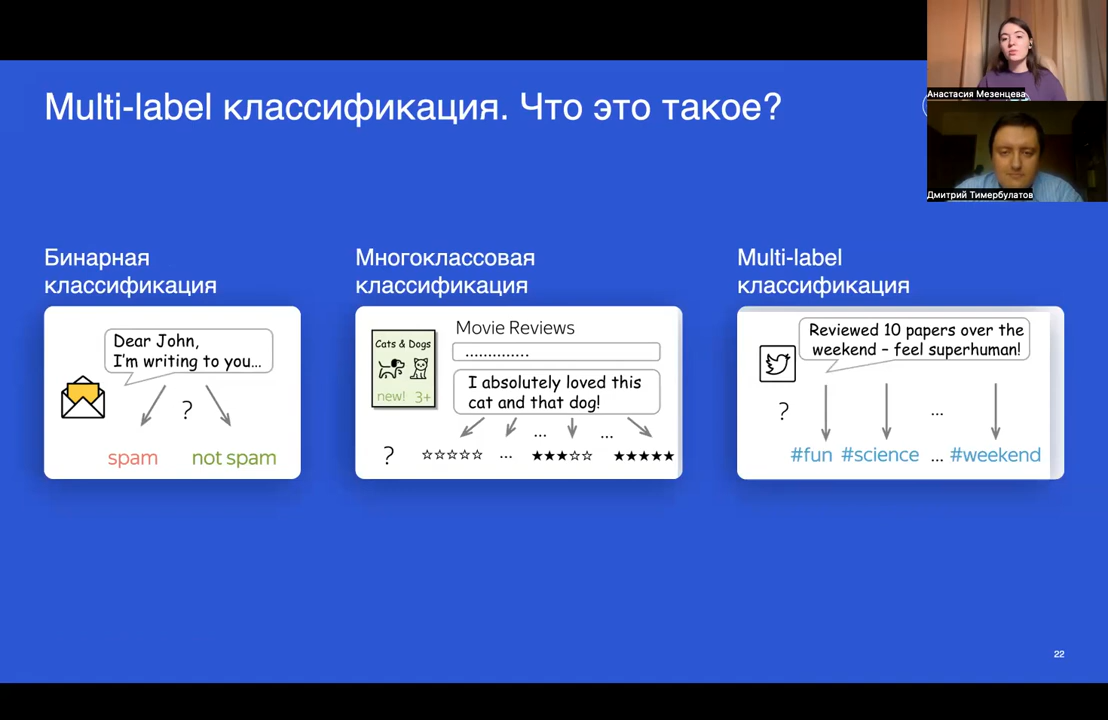 Multi-label классификация. Что это такое?
Анастасия Мезенцева
Дмитрий Тимербулатов
Бинарная
классификация
Dear John,
I'm writing to you...
?
spam
not spam
Многоклассовая
классификация
Movie Reviews
..............
Cats & Dogs
new! 3+
I absolutely loved this
cat and that dog!
... ...
? ☆☆☆☆☆ ... ★★★☆☆ ★★★★★
Multi-label
классификация
Reviewed 10 papers over the
weekend – feel superhuman!
? ...
#fun #science ... #weekend
22